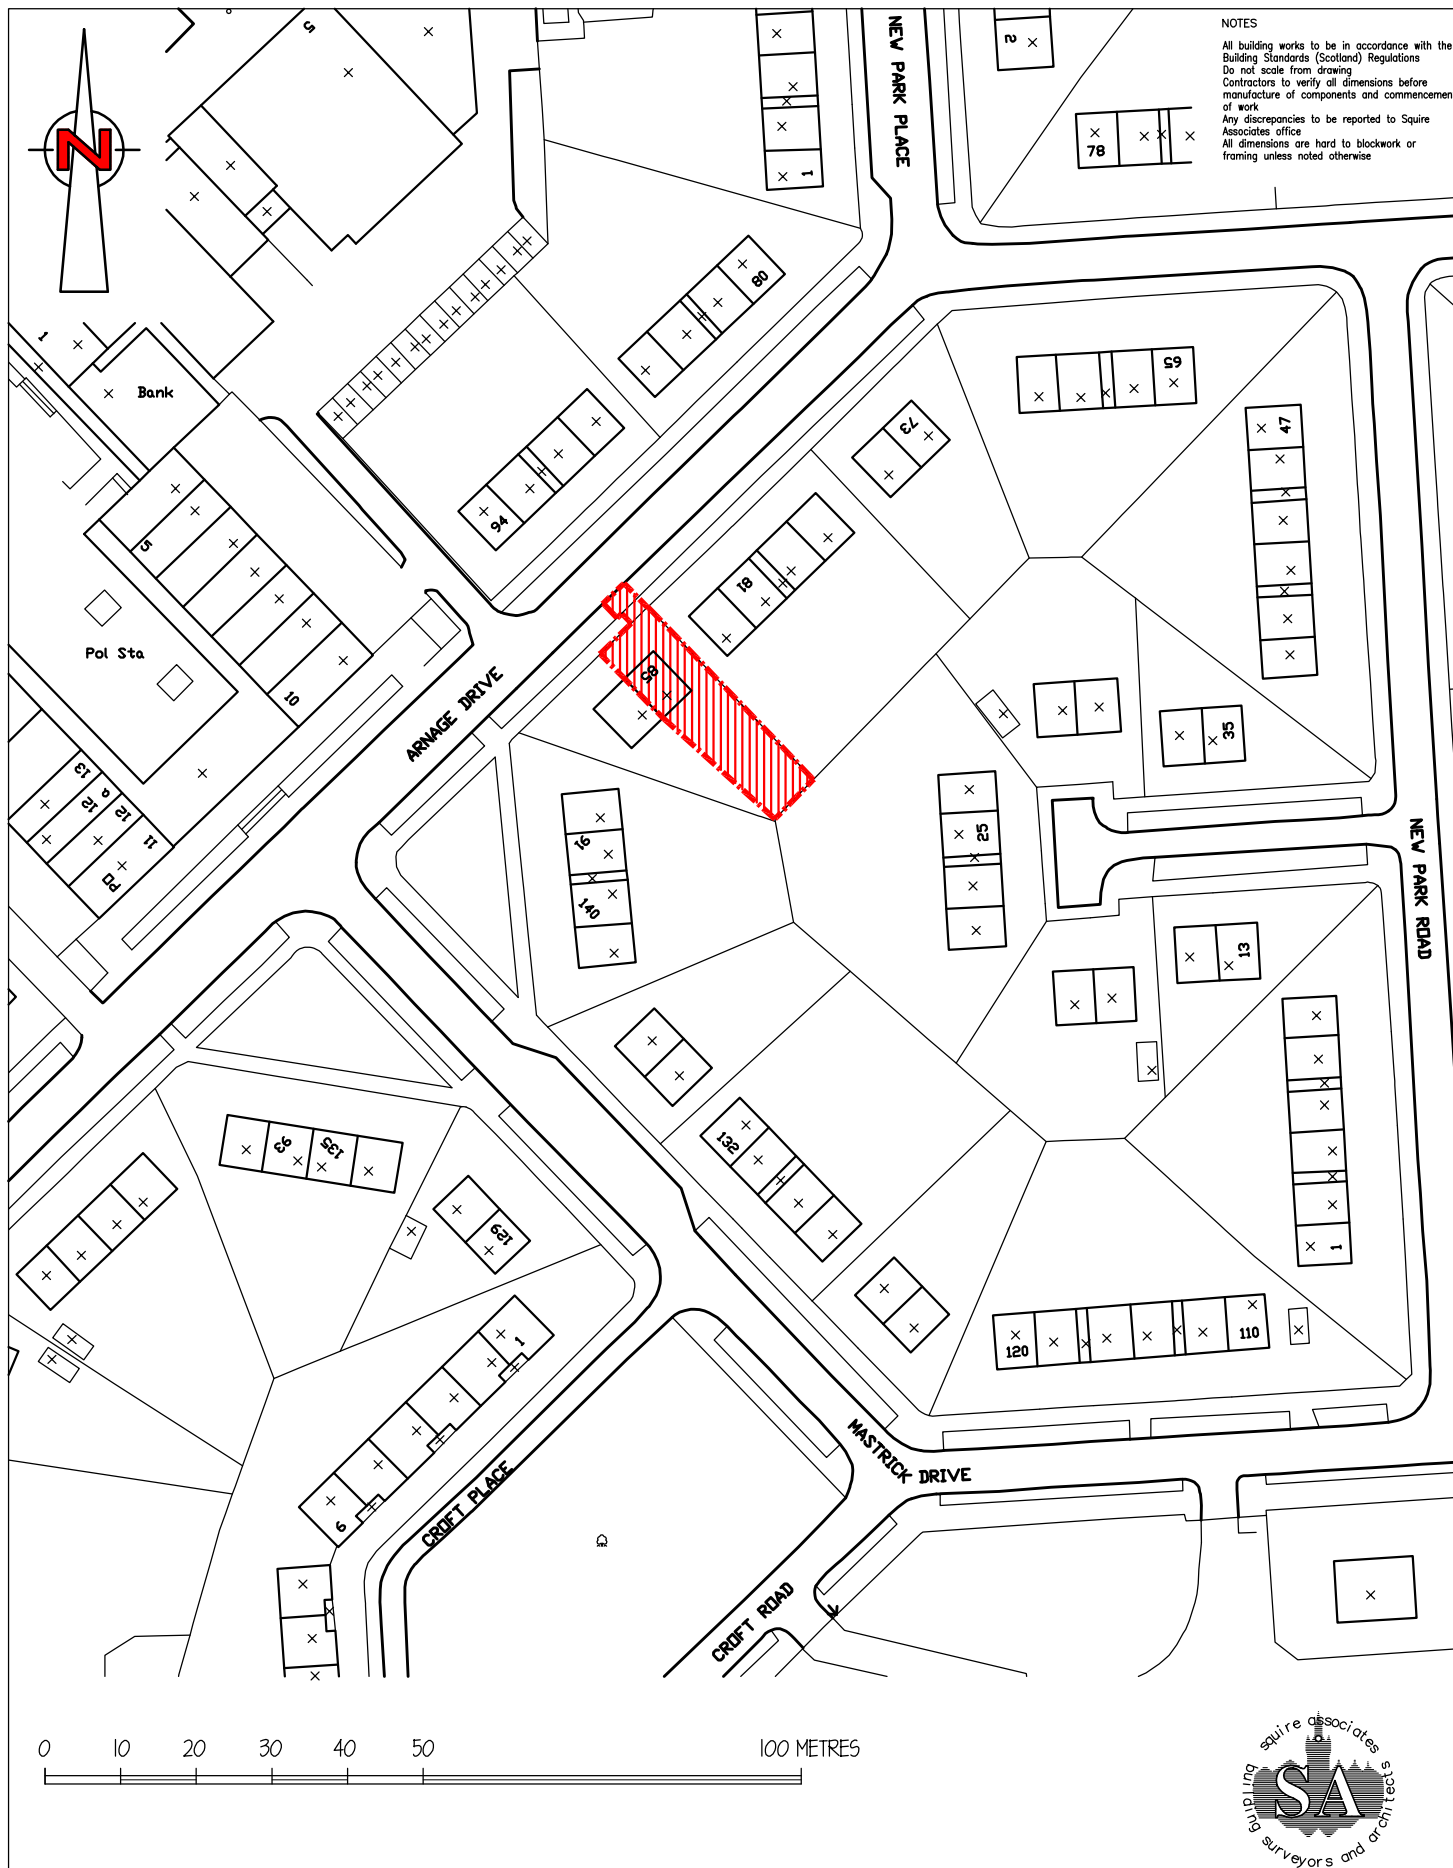 NOTES
All building works to be in accordance with the
Building Standards (Scotland) Regulations
Do not scale from drawing
Contractors to verify all dimensions before
manufacture of components and commencemen
of work
Any discrepancies to be reported to Squire
Associates office
All dimensions are hard to blockwork or
framing unless noted otherwise
N
5
NEW PARK PLACE
1
2
78
80
1
Bank
94
73
65
47
5
81
Pol Sta
85
10
ARNAGE DRIVE
35
13
12 a
12
11
PO
16
140
25
NEW PARK ROAD
13
93
135
132
129
1
1
120
110
6
CROFT PLACE
MASTRICK DRIVE
CROFT ROAD
0 10 20 30 40 50 100 METRES
squire associates
SA
chartered building surveyors and architects